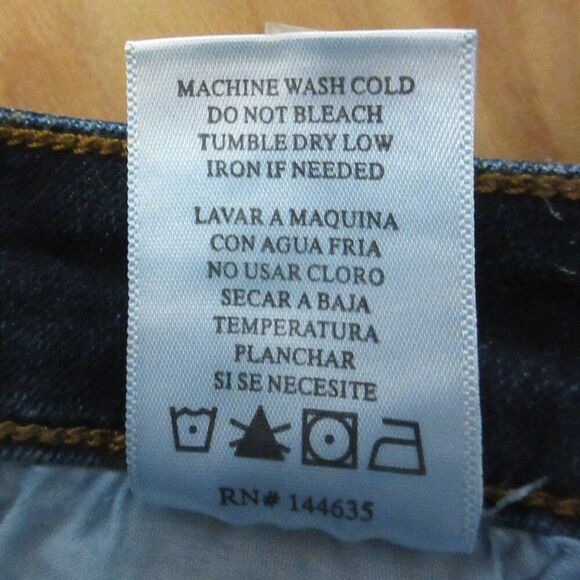 MACHINE WASH COLD
DO NOT BLEACH
TUMBLE DRY LOW
IRON IF NEEDED
LAVAR A MAQUINA
CON AGUA FRIA
NO USAR CLORO
SECAR A BAJA
TEMPERATURA
PLANCHAR
SI SE NECESITE
RN# 144635